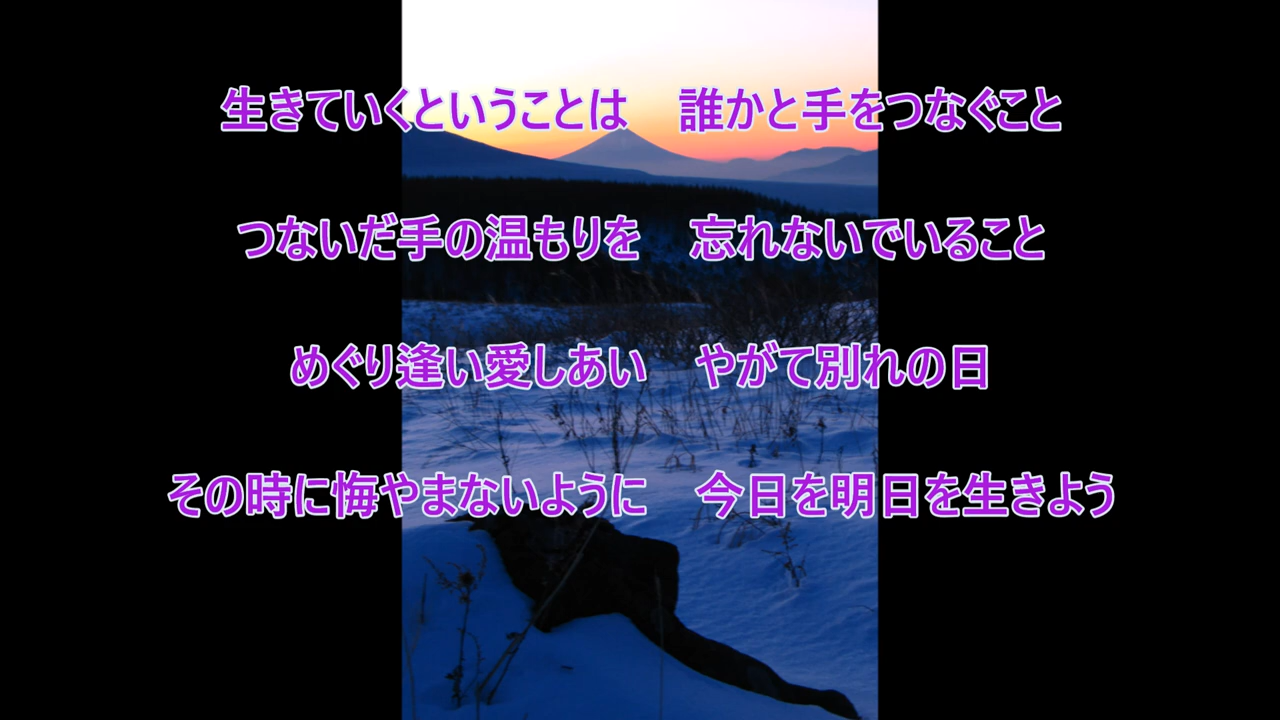 生きていくということは　誰かと手をつなぐこと
つないだ手の温もりを　忘れないでいること
めぐり逢い愛しあい　やがて別れの日
その時に悔やまないように　今日を明日を生きよう